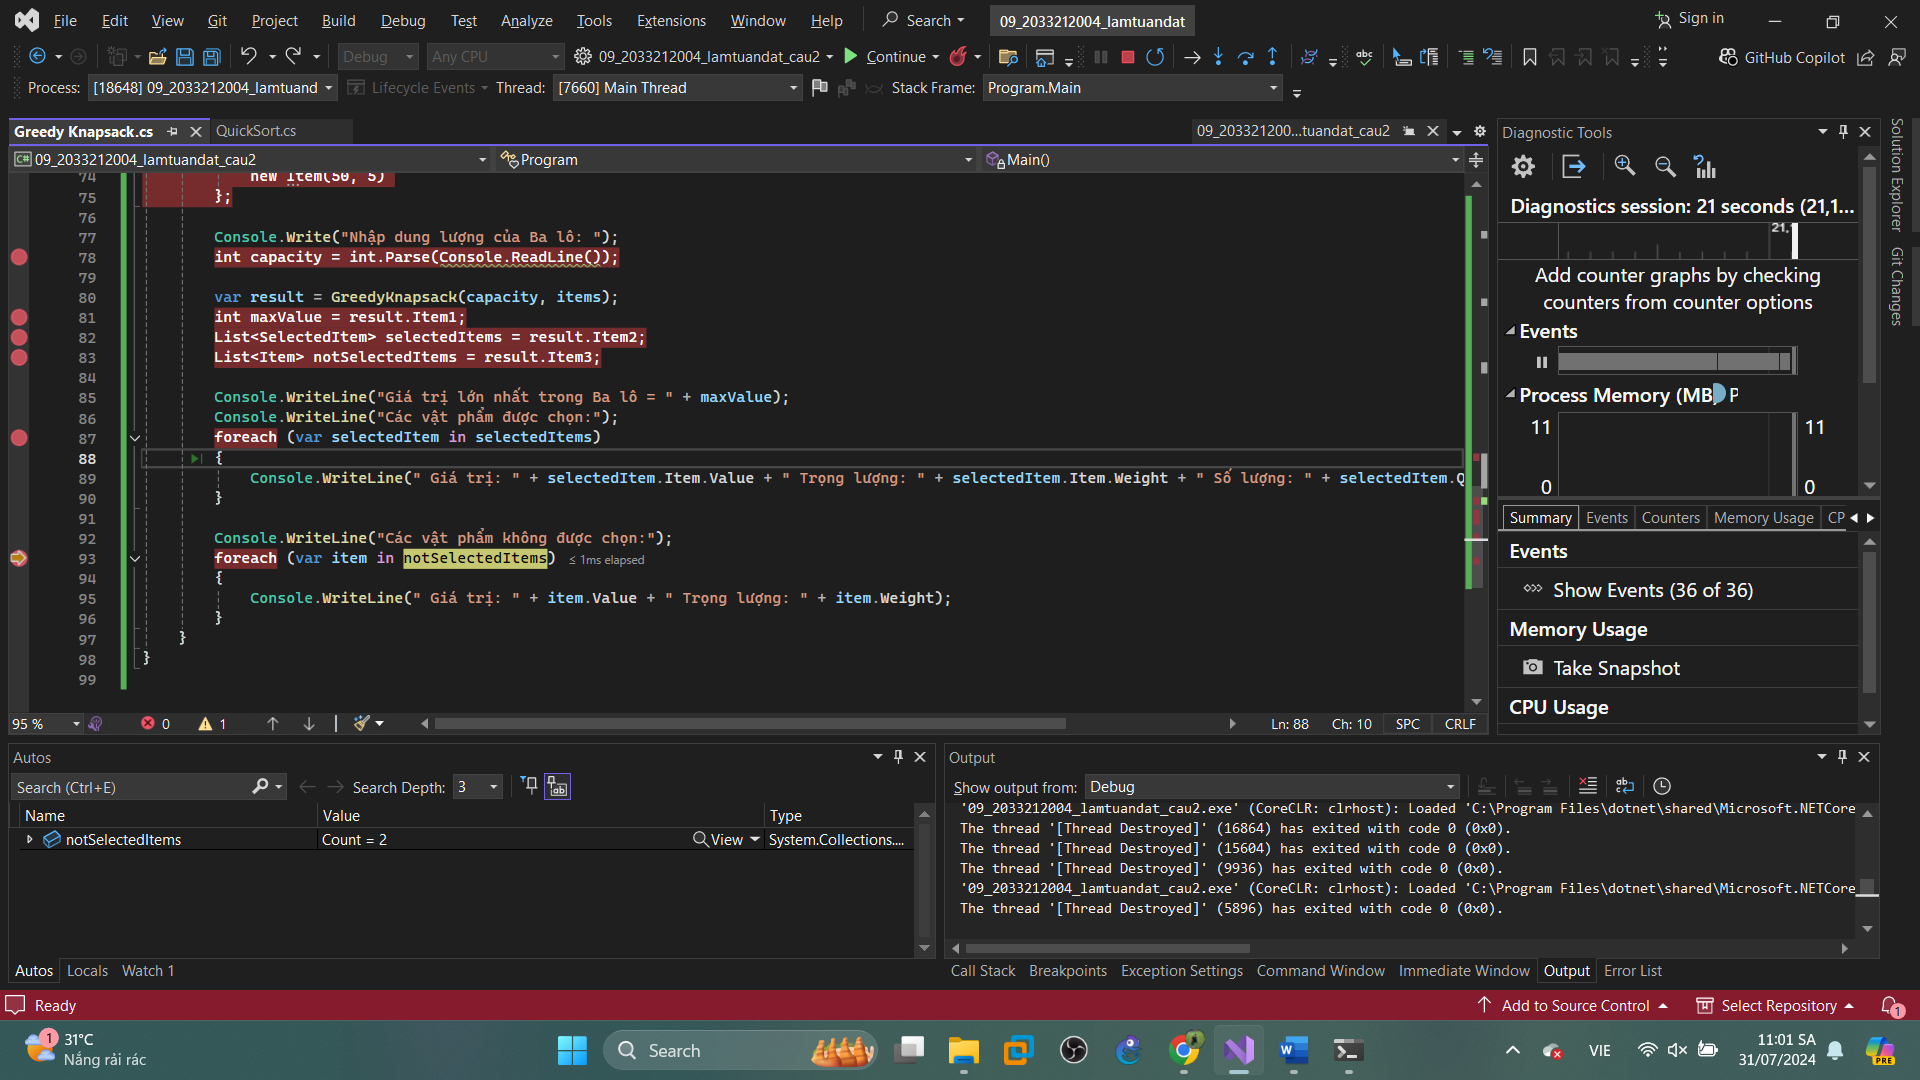 File Edit View Git Project Build Debug Test Analyze Tools Extensions Window Help Search 09_2033212004_lamtuandat Sign in
Debug Any CPU 09_2033212004_lamtuandat_cau2 Continue GitHub Copilot
Process: [18648] 09_2033212004_lamtuand Lifecycle Events Thread: [7660] Main Thread Stack Frame: Program.Main
Greedy Knapsack.cs QuickSort.cs 09_203321200...tuandat_cau2
09_2033212004_lamtuandat_cau2 Program Main()
74 new Item(50, 5)
75 };
76
77 Console.Write("Nhập dung lượng của Ba lô: ");
78 int capacity = int.Parse(Console.ReadLine());
79
80 var result = GreedyKnapsack(capacity, items);
81 int maxValue = result.Item1;
82 List<SelectedItem> selectedItems = result.Item2;
83 List<Item> notSelectedItems = result.Item3;
84
85 Console.WriteLine("Giá trị lớn nhất trong Ba lô = " + maxValue);
86 Console.WriteLine("Các vật phẩm được chọn:");
87 foreach (var selectedItem in selectedItems)
88 {
89 Console.WriteLine(" Giá trị: " + selectedItem.Item.Value + " Trọng lượng: " + selectedItem.Item.Weight + " Số lượng: " + selectedItem.Q
90 }
91
92 Console.WriteLine("Các vật phẩm không được chọn:");
93 foreach (var item in notSelectedItems) ≤ 1ms elapsed
94 {
95 Console.WriteLine(" Giá trị: " + item.Value + " Trọng lượng: " + item.Weight);
96 }
97 }
98 }
99
95 % 0 1 Ln: 88 Ch: 10 SPC CRLF
Diagnostic Tools
Diagnostics session: 21 seconds (21,1...
21,
Add counter graphs by checking
counters from counter options
Events
Process Memory (MB) P
11 11
0 0
Summary Events Counters Memory Usage CP
Events
Show Events (36 of 36)
Memory Usage
Take Snapshot
CPU Usage
Solution Explorer
Git Changes
Autos
Search (Ctrl+E) Search Depth: 3
Name Value Type
notSelectedItems Count = 2 View System.Collections....
Autos Locals Watch 1
Output
Show output from: Debug
'09_2033212004_lamtuandat_cau2.exe' (CoreCLR: clrhost): Loaded 'C:\Program Files\dotnet\shared\Microsoft.NETCore
The thread '[Thread Destroyed]' (16864) has exited with code 0 (0x0).
The thread '[Thread Destroyed]' (15604) has exited with code 0 (0x0).
The thread '[Thread Destroyed]' (9936) has exited with code 0 (0x0).
'09_2033212004_lamtuandat_cau2.exe' (CoreCLR: clrhost): Loaded 'C:\Program Files\dotnet\shared\Microsoft.NETCore
The thread '[Thread Destroyed]' (5896) has exited with code 0 (0x0).
Call Stack Breakpoints Exception Settings Command Window Immediate Window Output Error List
Ready Add to Source Control Select Repository 1
1 31°C
Nắng rải rác
Search
VIE
11:01 SA
31/07/2024
PRE